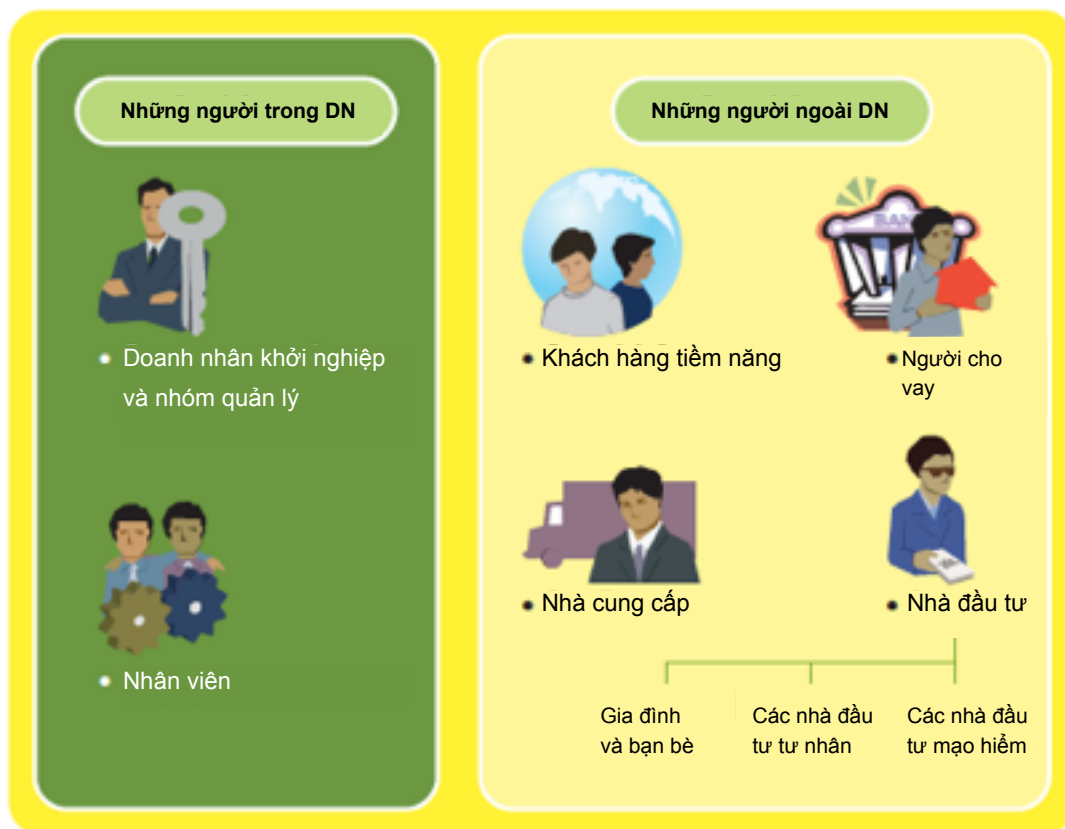 Những người trong DN
• Doanh nhân khởi nghiệp
và nhóm quản lý
• Nhân viên
Những người ngoài DN
BAN
• Khách hàng tiềm năng
• Người cho
vay
• Nhà cung cấp
• Nhà đầu tư
Gia đình
và bạn bè
Các nhà đầu
tư tư nhân
Các nhà đầu
tư mạo hiểm